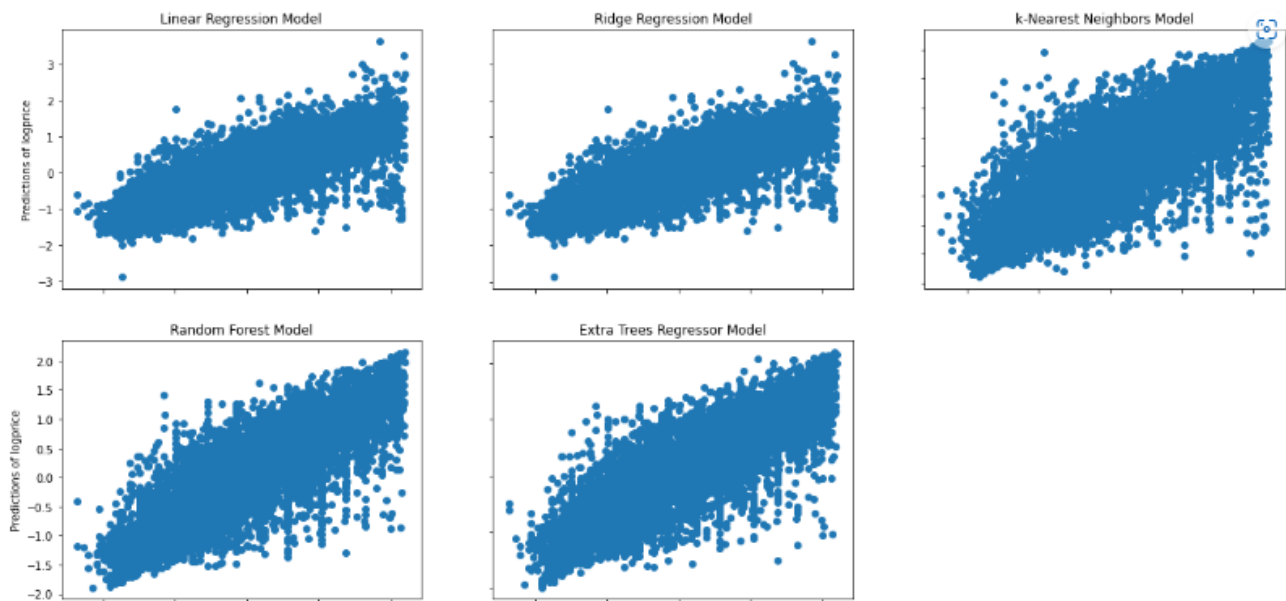 Linear Regression Model
Ridge Regression Model
k-Nearest Neighbors Model
Predictions of logprice
3
2
1
0
−1
−2
−3
Random Forest Model
Extra Trees Regressor Model
Predictions of logprice
2.0
1.5
1.0
0.5
0.0
−0.5
−1.0
−1.5
−2.0